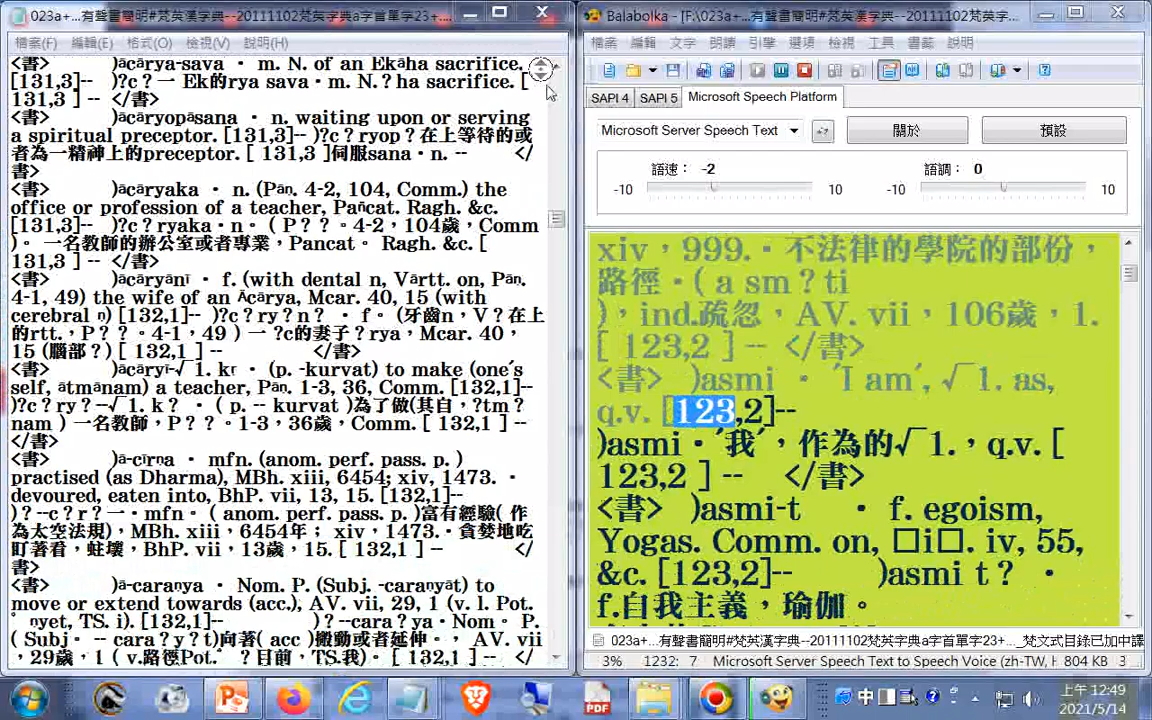 023a+...有聲書簡明#梵英漢字典--20111102梵英字典a字首單字23+...
檔案(F) 編輯(E) 格式(O) 檢視(V) 說明(H)
<書> )ācārya-sava ‧ m. N. of an Ekāha sacrifice.
[131,3]-- )?c ? 一 Ek的rya sava‧m. N. ?ha sacrifice. [
131,3 ] -- </書>
<書> )ācāryopāsana ‧ n. waiting upon or serving
a spiritual preceptor. [131,3]-- )?c?ryop?在上等待的或
者為一精神上的preceptor. [ 131,3 ]伺服sana‧n. -- </
書>
<書> )ācāryaka ‧ n. (Pāṇ. 4-2, 104, Comm.) the
office or profession of a teacher, Pañcat. Ragh. &c.
[131,3]-- )?c?ryaka‧n。( P??。4-2，104歲，Comm
)。 一名教師的辦公室或者專業，Pancat。 Ragh. &c. [
131,3 ] -- </書>
<書> )ācāryānī ‧ f. (with dental n, Vārtt. on, Pāṇ.
4-1, 49) the wife of an Ācārya, Mcar. 40, 15 (with
cerebral ṇ) [132,1]-- )?c?ry?n? ‧ f。(牙齒n，V?在上
的rtt.，P??。4-1，49 ) 一 ?c的妻子?rya, Mcar. 40，
15 (腦部?) [ 132,1 ] -- </書>
<書> )ācāryī-√ 1. kṛ ‧ (p. -kurvat) to make (one's
self, ātmānam) a teacher, Pāṇ. 1-3, 36, Comm. [132,1]--
)?c?ry?--√ 1. k? ‧ ( p. -- kurvat )為了做(其自，?tm?
nam ) 一名教師，P??。1-3，36歲，Comm. [ 132,1 ] --
</書>
<書> )ā-cīrṇa ‧ mfn. (anom. perf. pass. p. )
practised (as Dharma), MBh. xiii, 6454; xiv, 1473. ‧
devoured, eaten into, BhP. vii, 13, 15. [132,1]--
)?--c?r?一‧mfn。( anom. perf. pass. p. )富有經驗( 作
為太空法規)，MBh. xiii，6454年； xiv，1473.‧貪婪地吃
盯著看，蛀壞，BhP. vii，13歲，15. [ 132,1 ] -- </
書>
<書> )ā-caraṇya ‧ Nom. P. (Subj. -caraṇyāt) to
move or extend towards (acc.), AV. vii, 29, 1 (v. l. Pot.
°ṇyet, TS. i). [132,1]-- )?--cara?ya‧Nom。 P.
( Subj。-- cara?y?t)向著( acc )搬動或者延伸。， AV. vii
，29歲，1 ( v.路徑Pot. °?目前，TS.我)。[ 132,1 ] --
Balabolka - [F:\023a+...有聲書簡明#梵英漢字典--20111102梵英字...
檔案 編輯 文字 朗讀 引擎 選項 檢視 工具 書籤 說明
SAPI 4 SAPI 5 Microsoft Speech Platform
Microsoft Server Speech Text 關於 預設
語速： -2 語調： 0
-10 10 -10 10
xiv，999.‧不法律的學院的部份，
路徑‧( a sm?ti
)，ind.疏忽，AV. vii，106歲，1.
[ 123,2 ] -- </書>
<書> )asmi ‧ 'I am', √1. as,
q.v. [123,2]--
)asmi‧'我'，作為的√ 1.，q.v. [
123,2 ] -- </書>
<書> )asmi-t ‧ f. egoism,
Yogas. Comm. on, □i□. iv, 55,
&c. [123,2]-- )asmi t? ‧
f.自我主義，瑜伽。
023a+...有聲書簡明#梵英漢字典--20111102梵英字典a字首單字23+ ._梵文式目錄已加中譯
3% 1232: 7 Microsoft Server Speech Text to Speech Voice (zh-TW, H 804 KB 3
中 上午 12:49
2021/5/14